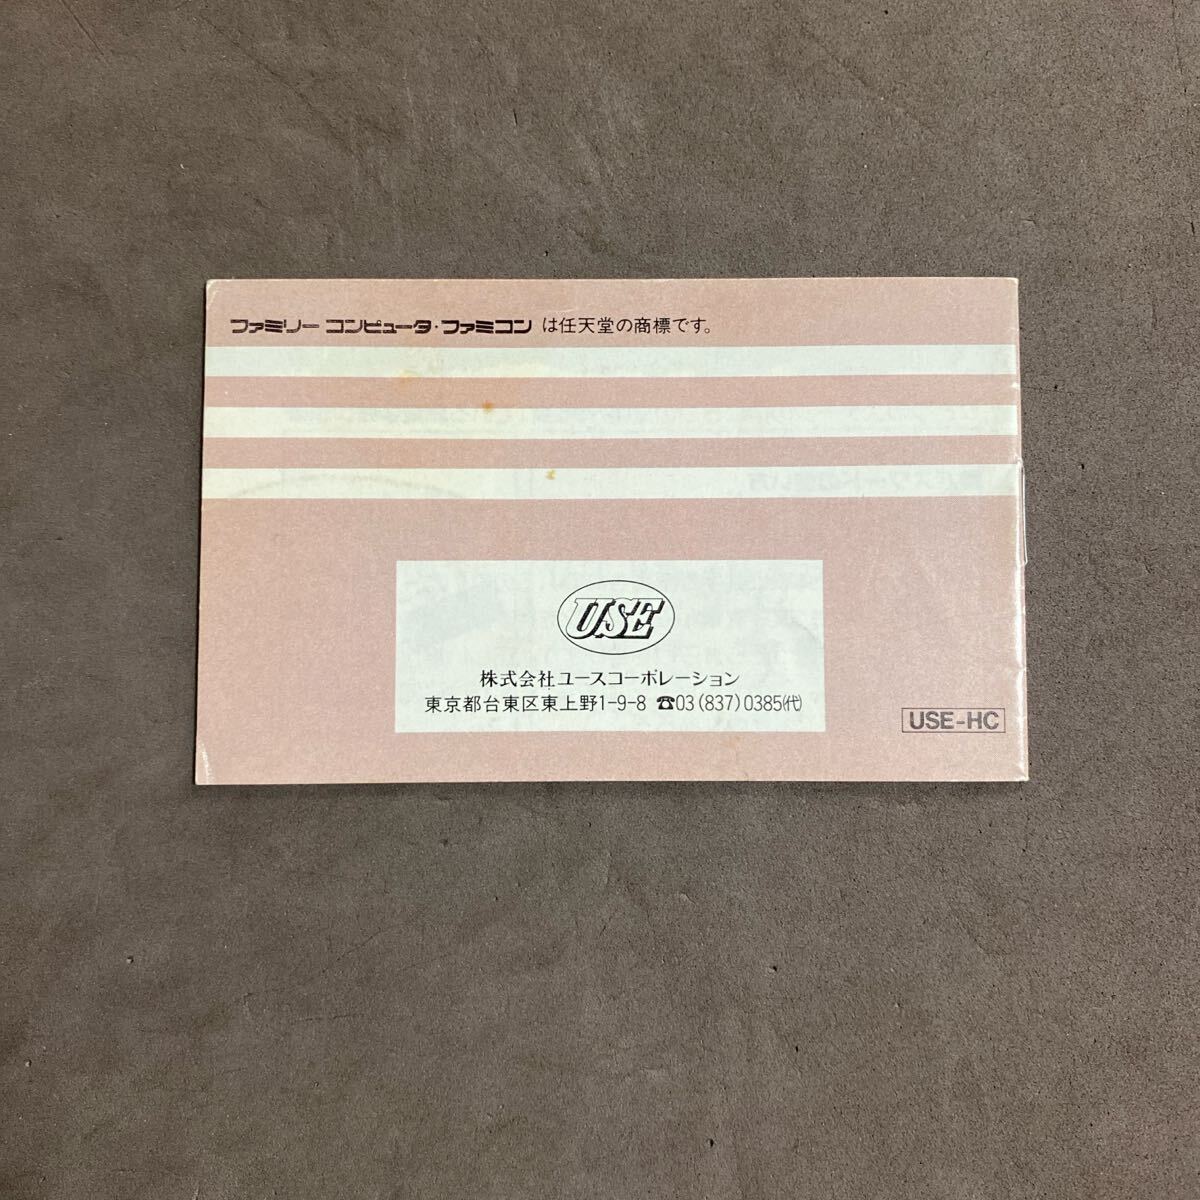 ファミリー コンピュータ・ファミコン は任天堂の商標です。
USE
株式会社ユースコーポレーション
東京都台東区東上野1-9-8 ☎03(837)0385㈹
USE-HC